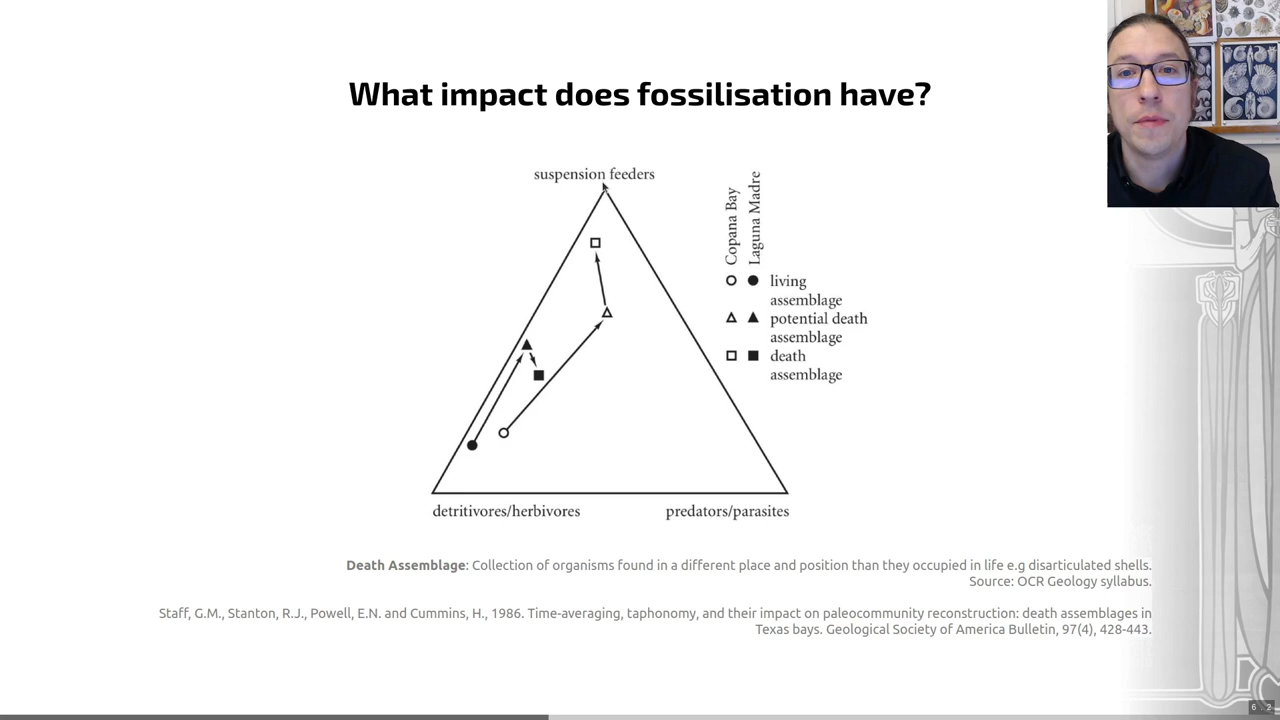 What impact does fossilisation have?
suspension feeders
Copana Bay
Laguna Madre
living
assemblage
potential death
assemblage
death
assemblage
detritivores/herbivores
predators/parasites
Death Assemblage: Collection of organisms found in a different place and position than they occupied in life e.g disarticulated shells.
Source: OCR Geology syllabus.
Staff, G.M., Stanton, R.J., Powell, E.N. and Cummins, H., 1986. Time-averaging, taphonomy, and their impact on paleocommunity reconstruction: death assemblages in
Texas bays. Geological Society of America Bulletin, 97(4), 428-443.
6 . 2